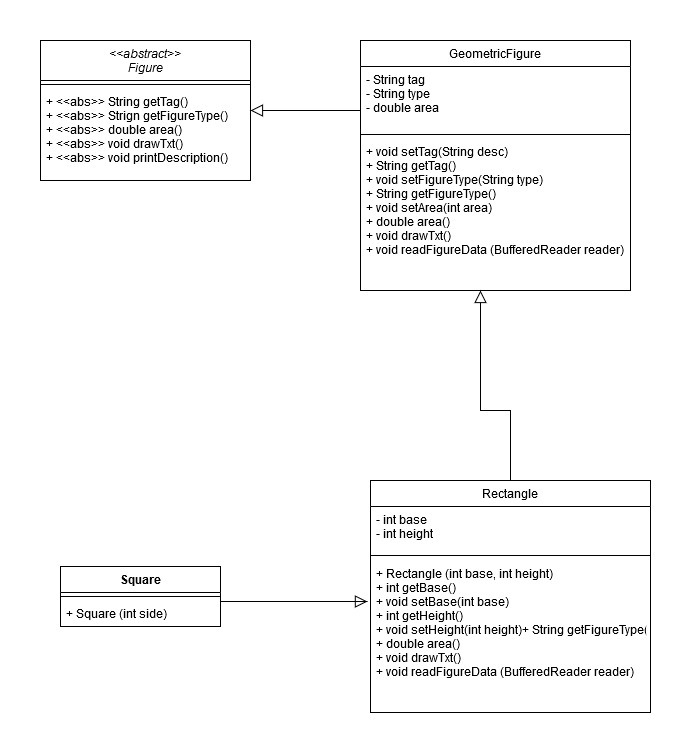 <<abstract>>
Figure
+ <<abs>> String getTag()
+ <<abs>> Strign getFigureType()
+ <<abs>> double area()
+ <<abs>> void drawTxt()
+ <<abs>> void printDescription()
GeometricFigure
- String tag
- String type
- double area
+ void setTag(String desc)
+ String getTag()
+ void setFigureType(String type)
+ String getFigureType()
+ void setArea(int area)
+ double area()
+ void drawTxt()
+ void readFigureData (BufferedReader reader)
Rectangle
- int base
- int height
+ Rectangle (int base, int height)
+ int getBase()
+ void setBase(int base)
+ int getHeight()
+ void setHeight(int height)+ String getFigureType(
+ double area()
+ void drawTxt()
+ void readFigureData (BufferedReader reader)
Square
+ Square (int side)